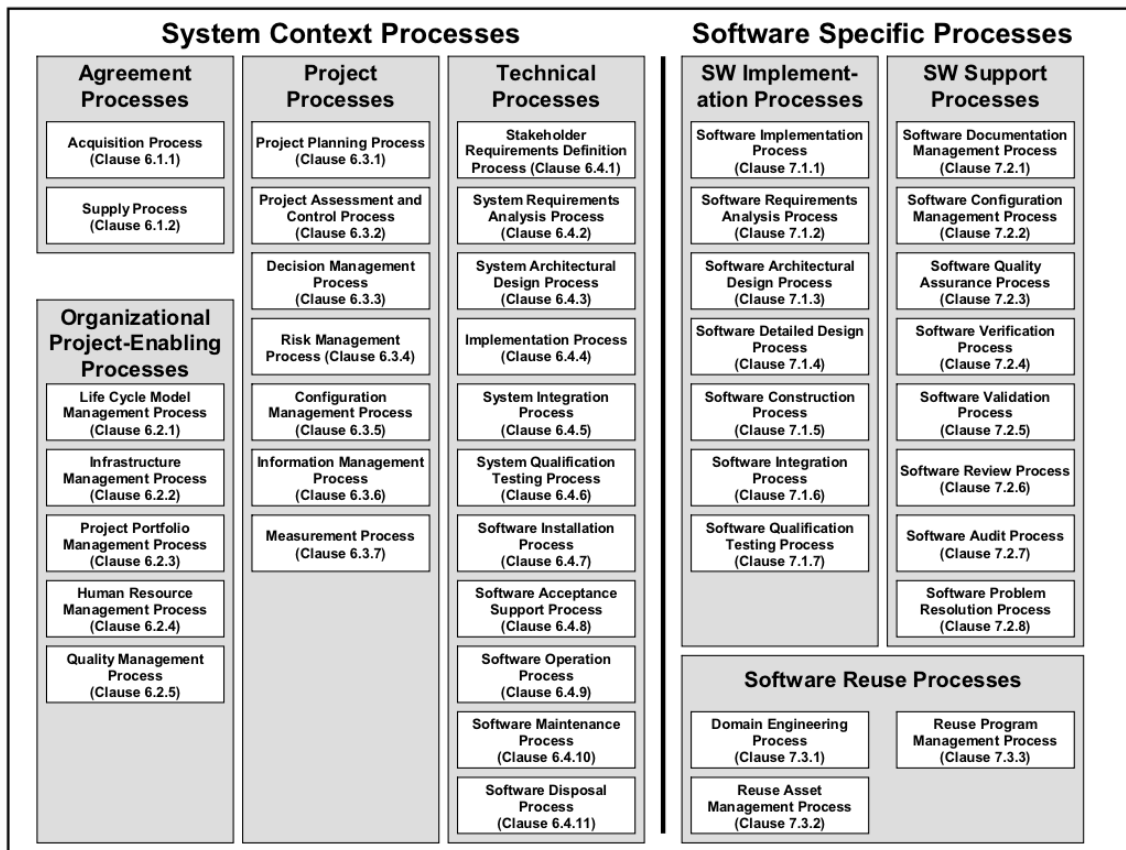 System Context Processes
Software Specific Processes
Agreement
Processes
Acquisition Process
(Clause 6.1.1)
Supply Process
(Clause 6.1.2)
Organizational
Project-Enabling
Processes
Life Cycle Model
Management Process
(Clause 6.2.1)
Infrastructure
Management Process
(Clause 6.2.2)
Project Portfolio
Management Process
(Clause 6.2.3)
Human Resource
Management Process
(Clause 6.2.4)
Quality Management
Process
(Clause 6.2.5)
Project
Processes
Project Planning Process
(Clause 6.3.1)
Project Assessment and
Control Process
(Clause 6.3.2)
Decision Management
Process
(Clause 6.3.3)
Risk Management
Process (Clause 6.3.4)
Configuration
Management Process
(Clause 6.3.5)
Information Management
Process
(Clause 6.3.6)
Measurement Process
(Clause 6.3.7)
Technical
Processes
Stakeholder
Requirements Definition
Process (Clause 6.4.1)
System Requirements
Analysis Process
(Clause 6.4.2)
System Architectural
Design Process
(Clause 6.4.3)
Implementation Process
(Clause 6.4.4)
System Integration
Process
(Clause 6.4.5)
System Qualification
Testing Process
(Clause 6.4.6)
Software Installation
Process
(Clause 6.4.7)
Software Acceptance
Support Process
(Clause 6.4.8)
Software Operation
Process
(Clause 6.4.9)
Software Maintenance
Process
(Clause 6.4.10)
Software Disposal
Process
(Clause 6.4.11)
SW Implement-
ation Processes
Software Implementation
Process
(Clause 7.1.1)
Software Requirements
Analysis Process
(Clause 7.1.2)
Software Architectural
Design Process
(Clause 7.1.3)
Software Detailed Design
Process
(Clause 7.1.4)
Software Construction
Process
(Clause 7.1.5)
Software Integration
Process
(Clause 7.1.6)
Software Qualification
Testing Process
(Clause 7.1.7)
SW Support
Processes
Software Documentation
Management Process
(Clause 7.2.1)
Software Configuration
Management Process
(Clause 7.2.2)
Software Quality
Assurance Process
(Clause 7.2.3)
Software Verification
Process
(Clause 7.2.4)
Software Validation
Process
(Clause 7.2.5)
Software Review Process
(Clause 7.2.6)
Software Audit Process
(Clause 7.2.7)
Software Problem
Resolution Process
(Clause 7.2.8)
Software Reuse Processes
Domain Engineering
Process
(Clause 7.3.1)
Reuse Asset
Management Process
(Clause 7.3.2)
Reuse Program
Management Process
(Clause 7.3.3)